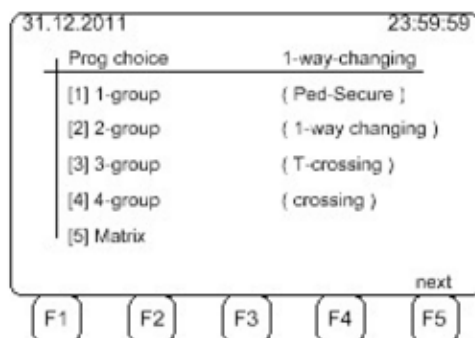 31.12.2011 23:59:59
Prog choice 1-way-changing
[1] 1-group ( Ped-Secure )
[2] 2-group ( 1-way changing )
[3] 3-group ( T-crossing )
[4] 4-group ( crossing )
[5] Matrix
next
F1 F2 F3 F4 F5